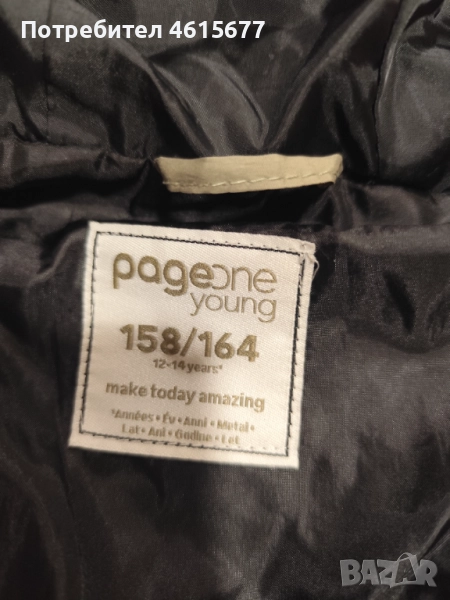 Потребител 4615677
pageone
young
158/164
12-14 years*
make today amazing
*Années • Év • Anni • Metai •
Lat • Ani • Godine • Let
BAZAR